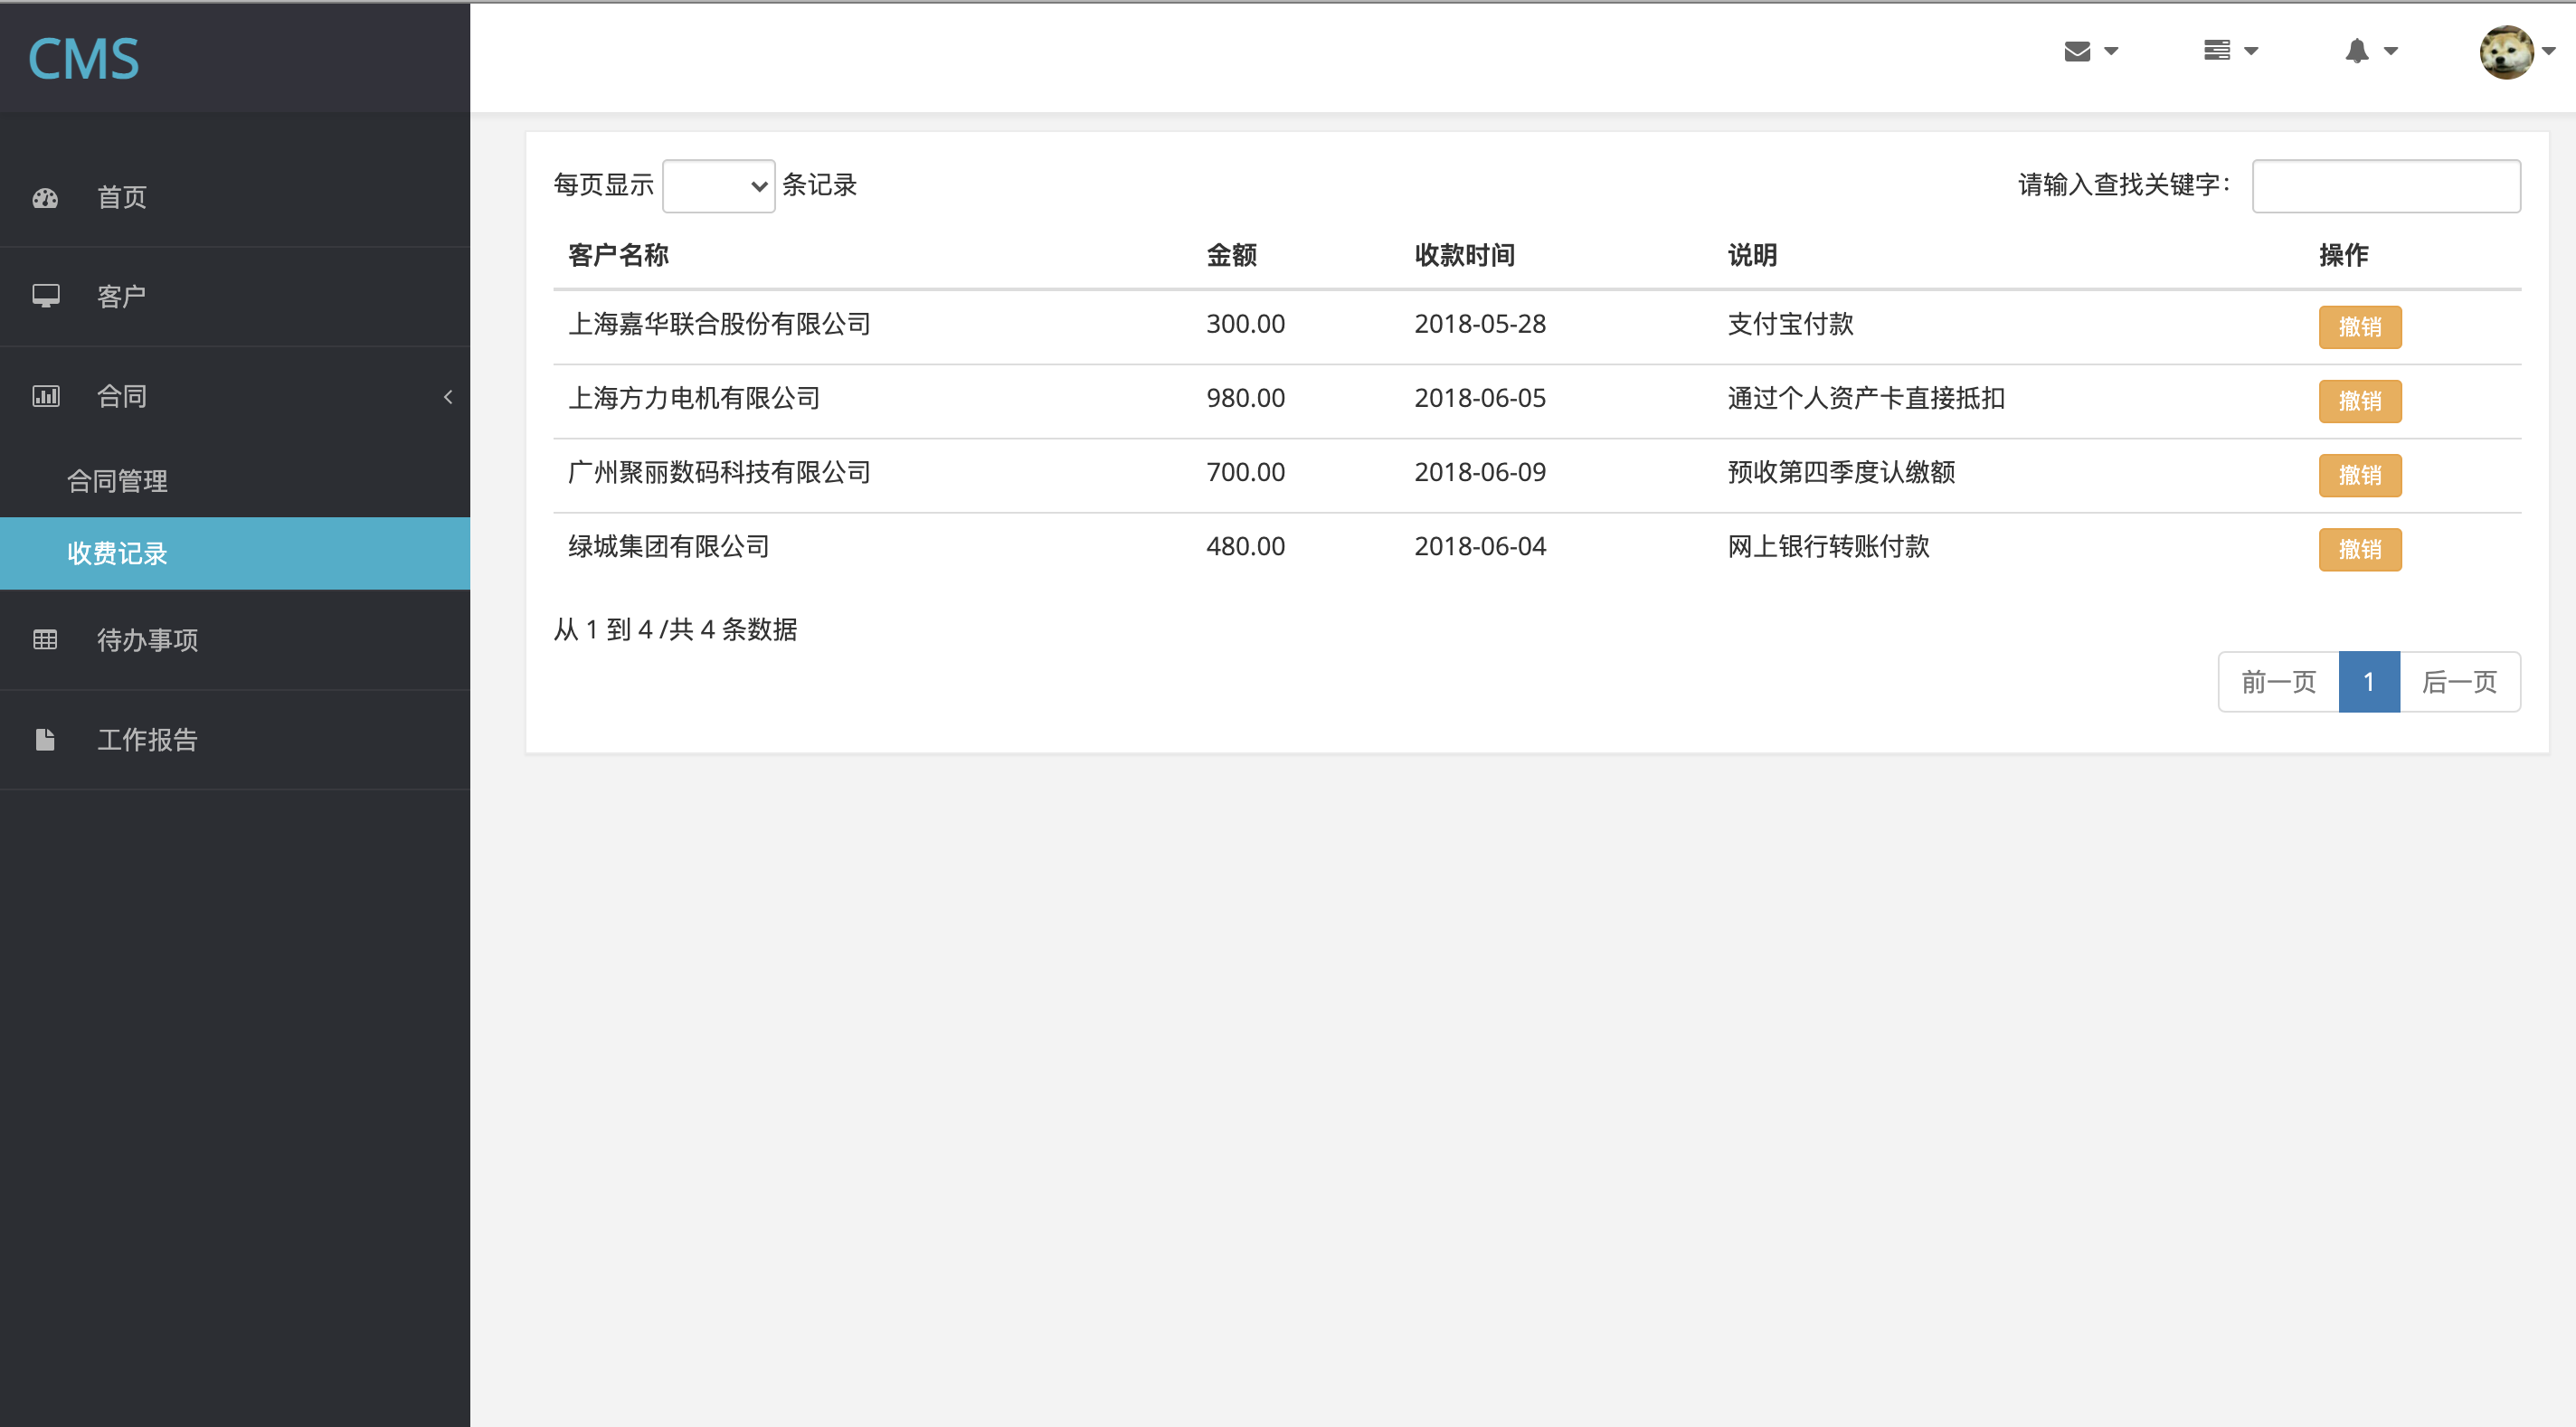 CMS
首页
客户
合同
合同管理
收费记录
待办事项
工作报告
每页显示 条记录 请输入查找关键字：
客户名称 金额 收款时间 说明 操作
上海嘉华联合股份有限公司 300.00 2018-05-28 支付宝付款 撤销
上海方力电机有限公司 980.00 2018-06-05 通过个人资产卡直接抵扣 撤销
广州聚丽数码科技有限公司 700.00 2018-06-09 预收第四季度认缴额 撤销
绿城集团有限公司 480.00 2018-06-04 网上银行转账付款 撤销
从 1 到 4 /共 4 条数据
前一页 1 后一页